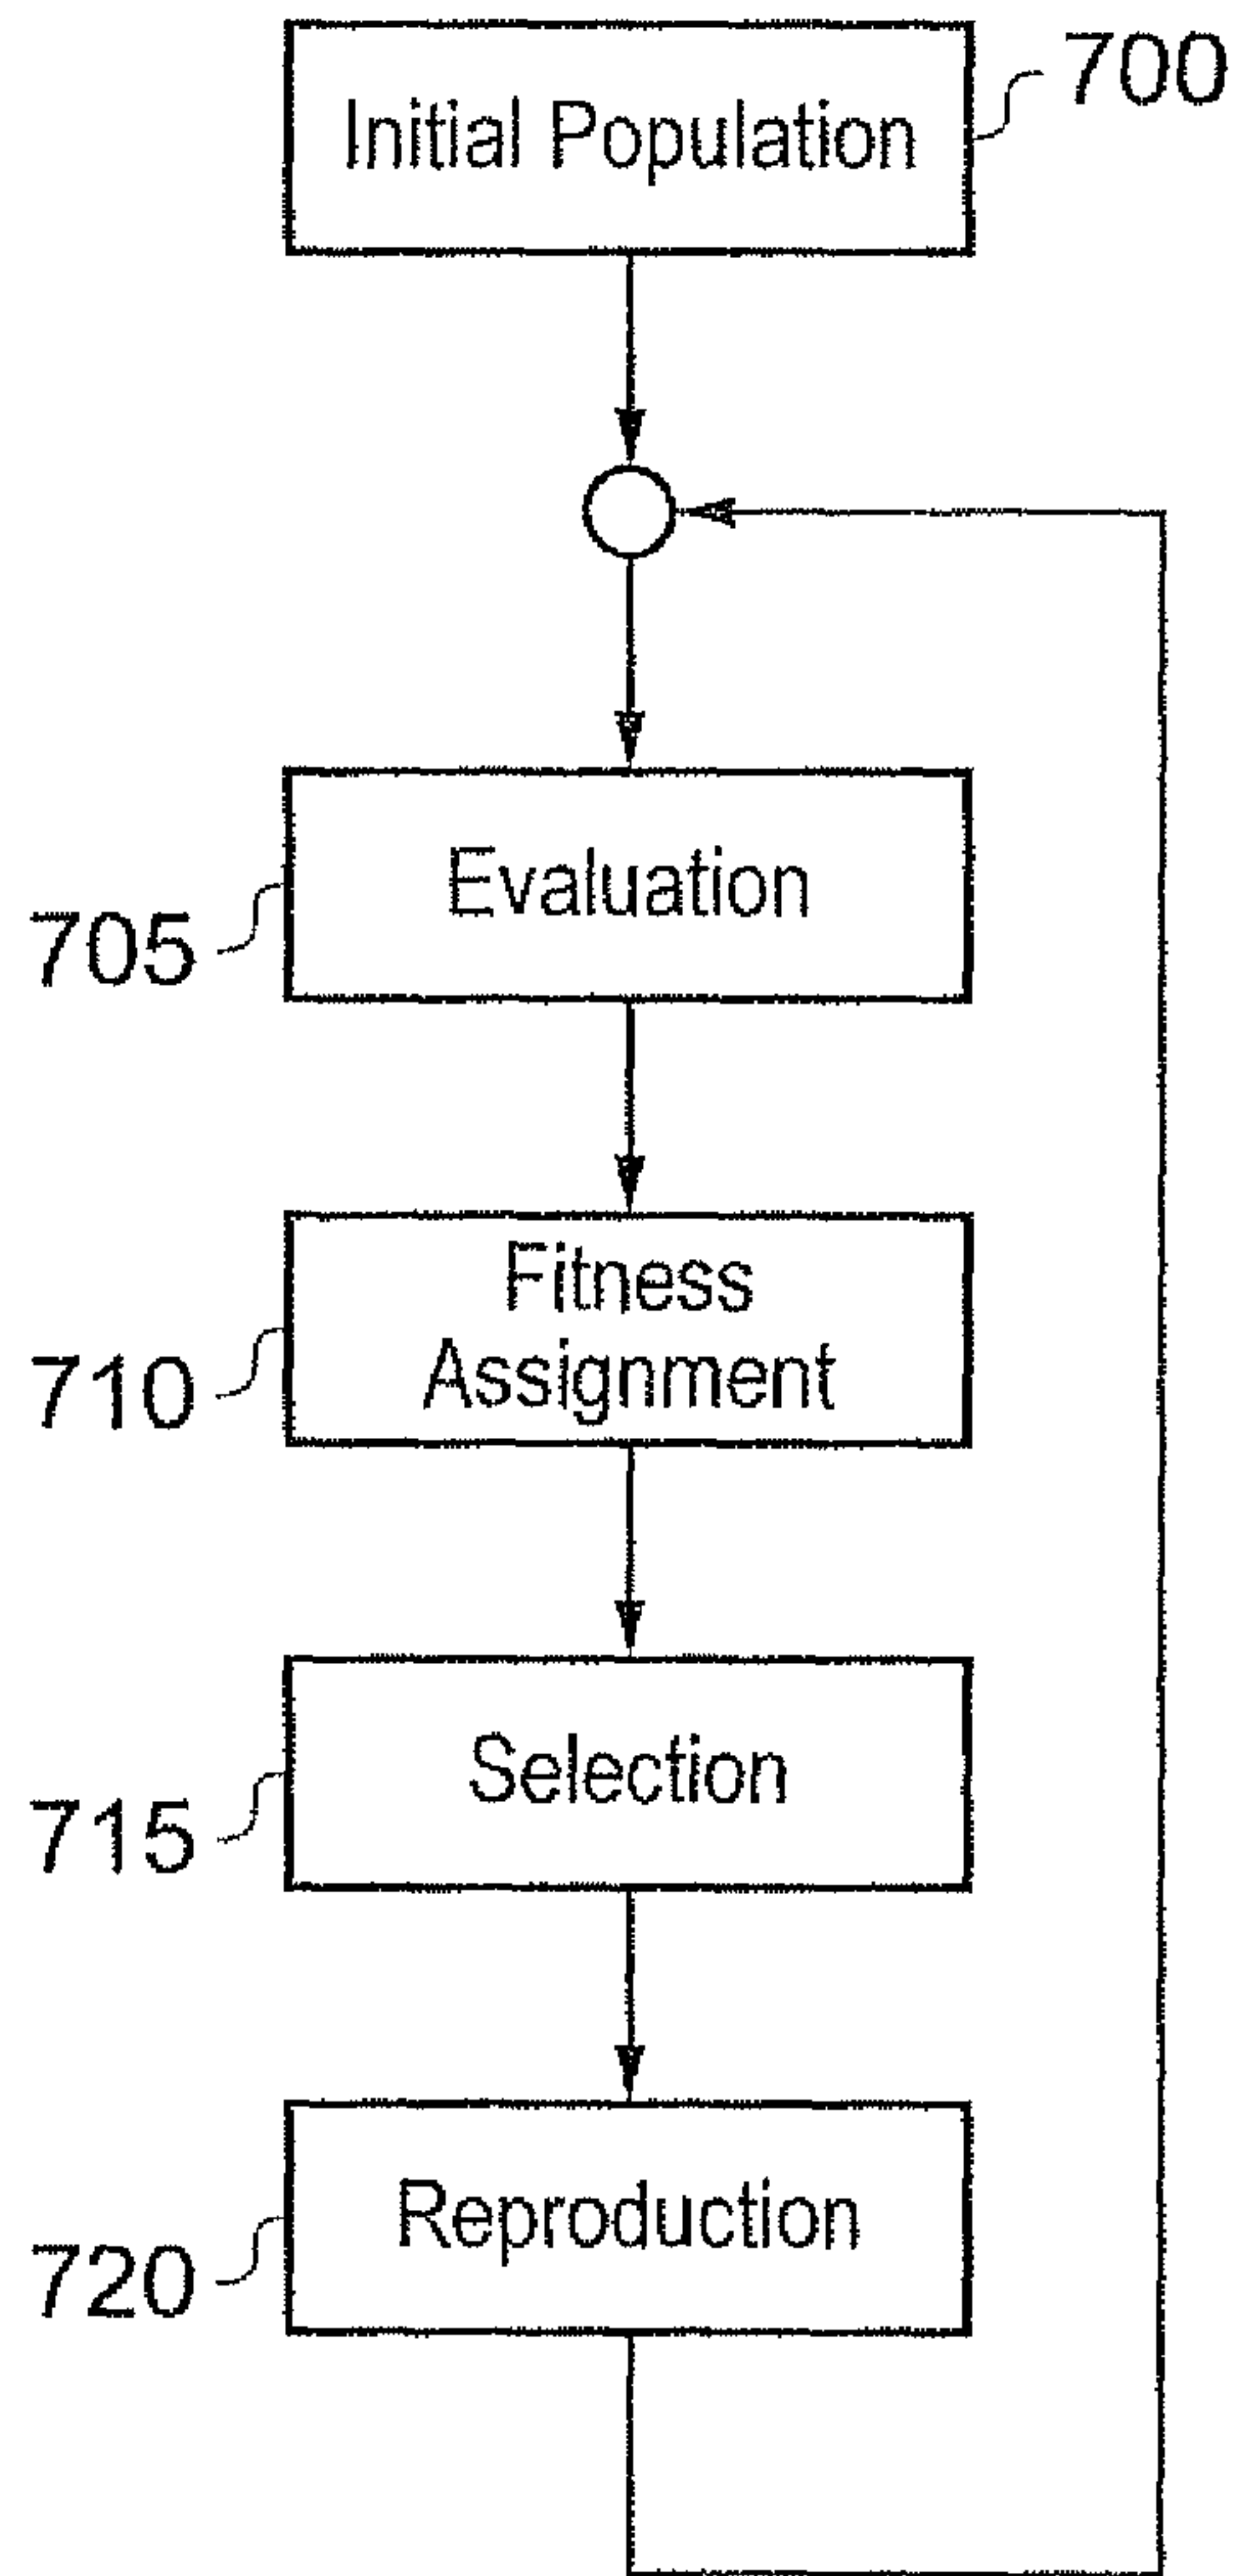 Initial Population
700
Evaluation
705
Fitness
Assignment
710
Selection
715
Reproduction
720